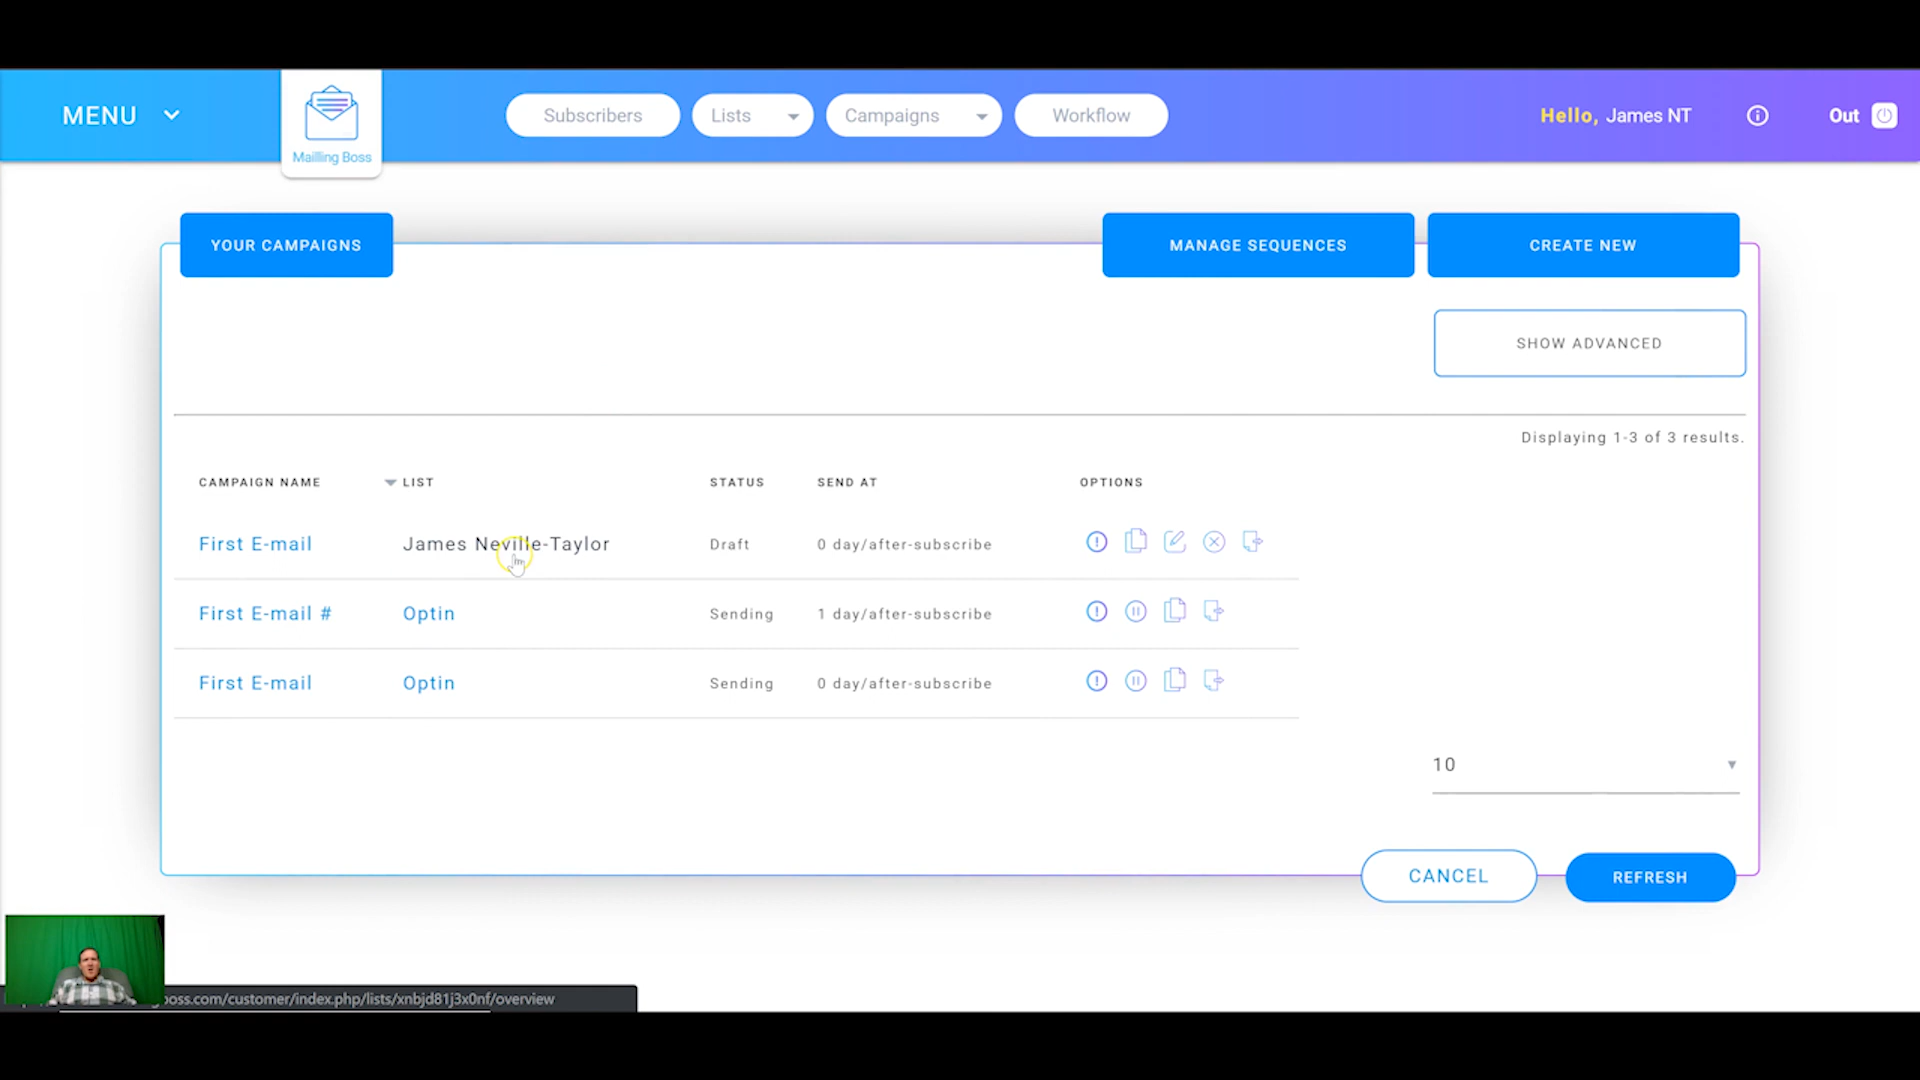 MENU
Mailling Boss
Subscribers
Lists
Campaigns
Workflow
Hello, James NT
Out
YOUR CAMPAIGNS
MANAGE SEQUENCES
CREATE NEW
SHOW ADVANCED
Displaying 1-3 of 3 results.
CAMPAIGN NAME LIST STATUS SEND AT OPTIONS
First E-mail James Neville-Taylor Draft 0 day/after-subscribe
First E-mail # Optin Sending 1 day/after-subscribe
First E-mail Optin Sending 0 day/after-subscribe
10
CANCEL
REFRESH
boss.com/customer/index.php/lists/xnbjd81j3x0nf/overview